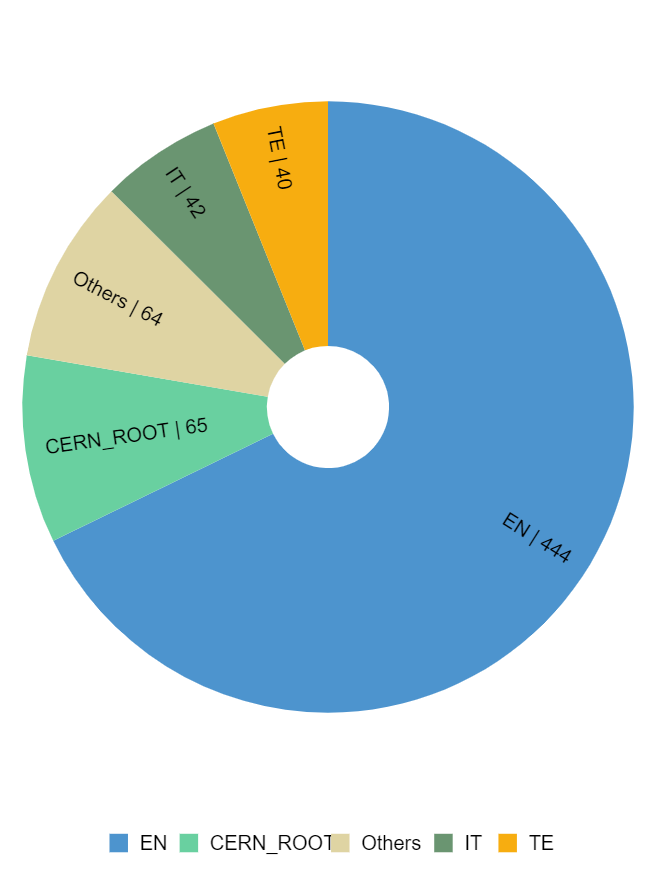 TE | 40
IT | 42
Others | 64
CERN_ROOT | 65
EN | 444
EN CERN_ROOT Others IT TE